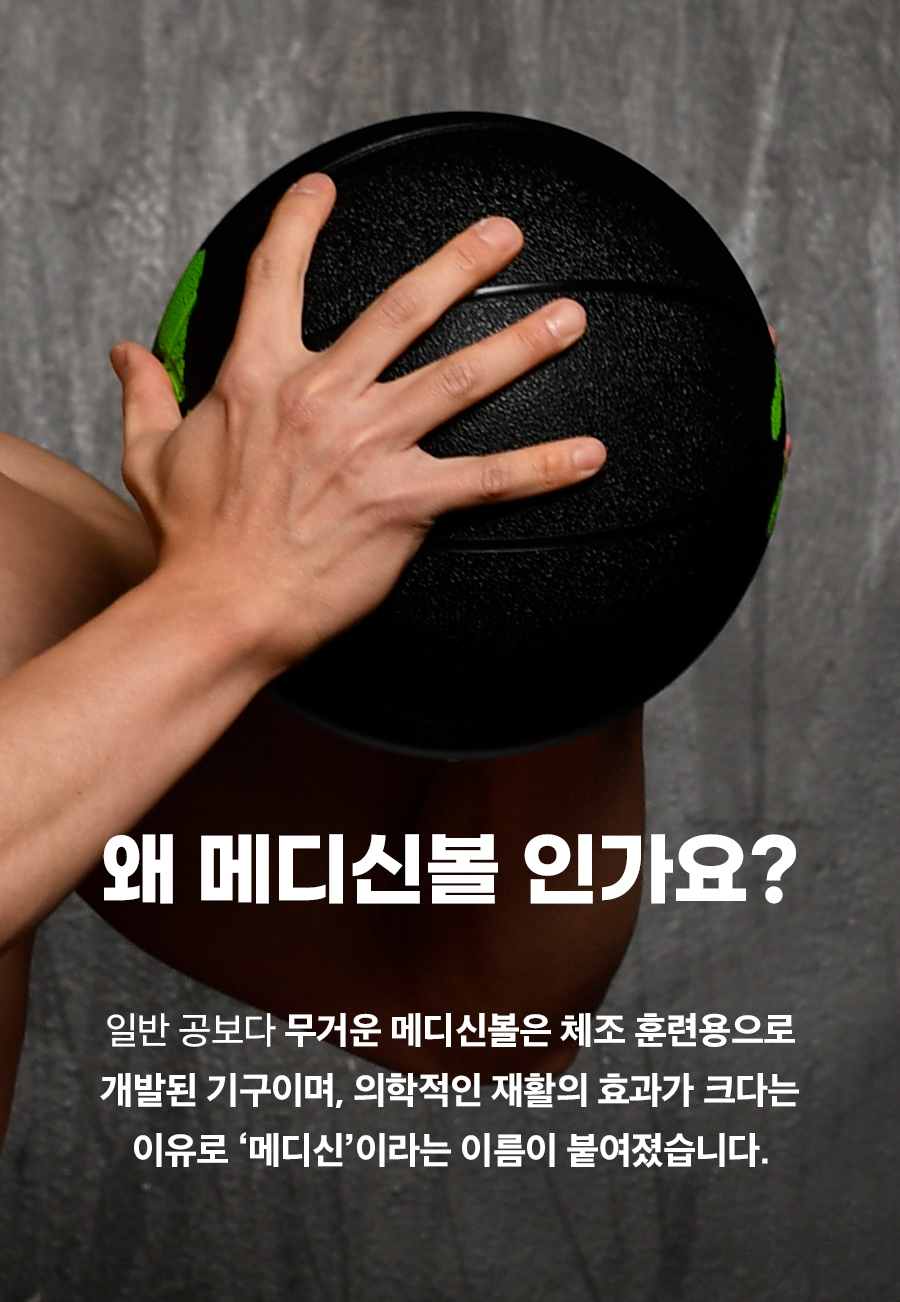 왜 메디신볼 인가요?
일반 공보다 무거운 메디신볼은 체조 훈련용으로
개발된 기구이며, 의학적인 재활의 효과가 크다는
이유로 ‘메디신’이라는 이름이 붙여졌습니다.